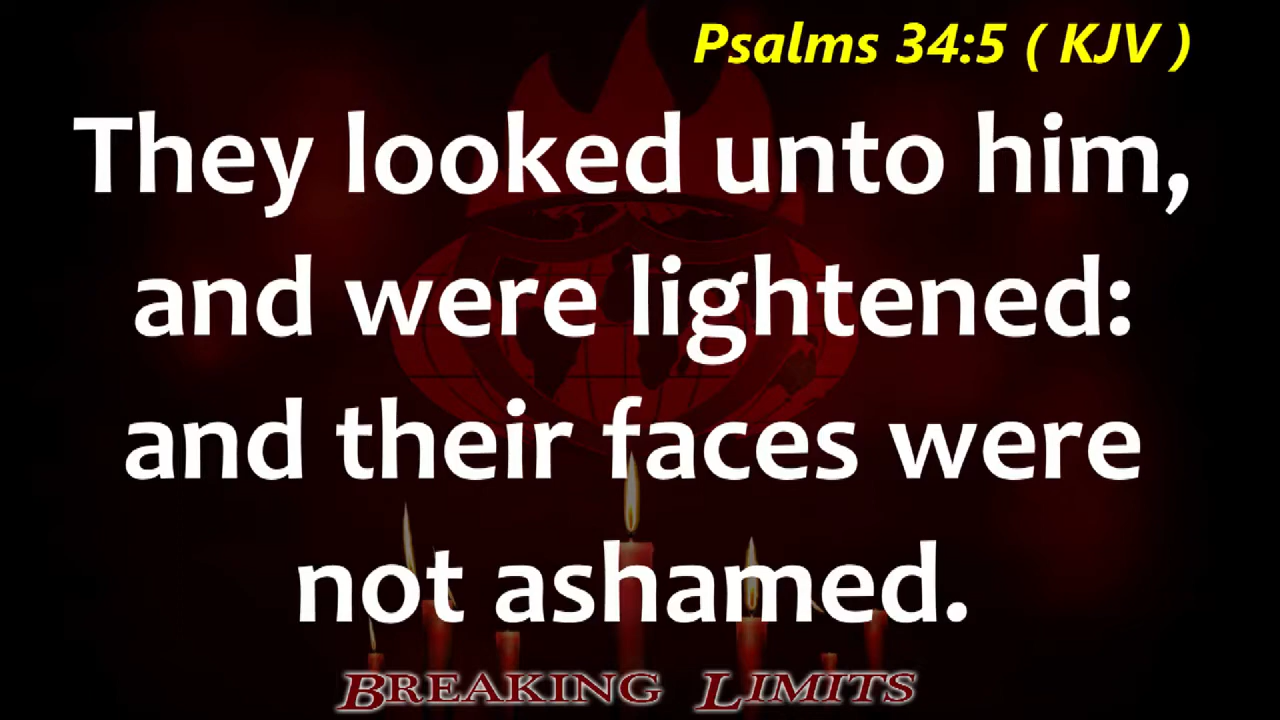 Psalms 34:5 ( KJV )
They looked unto him,
and were lightened:
and their faces were
not ashamed.
BREAKING LIMITS